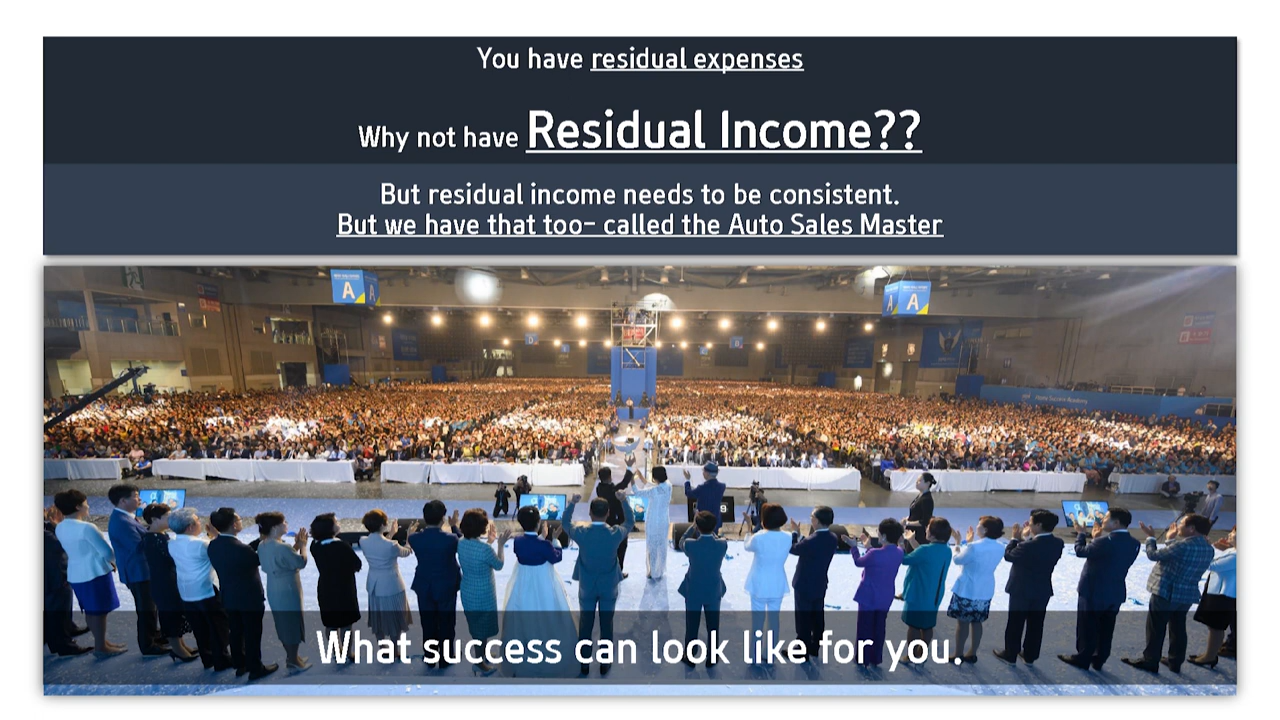 You have residual expenses
Why not have Residual Income??
But residual income needs to be consistent.
But we have that too- called the Auto Sales Master
A
A
A
A
What success can look like for you.